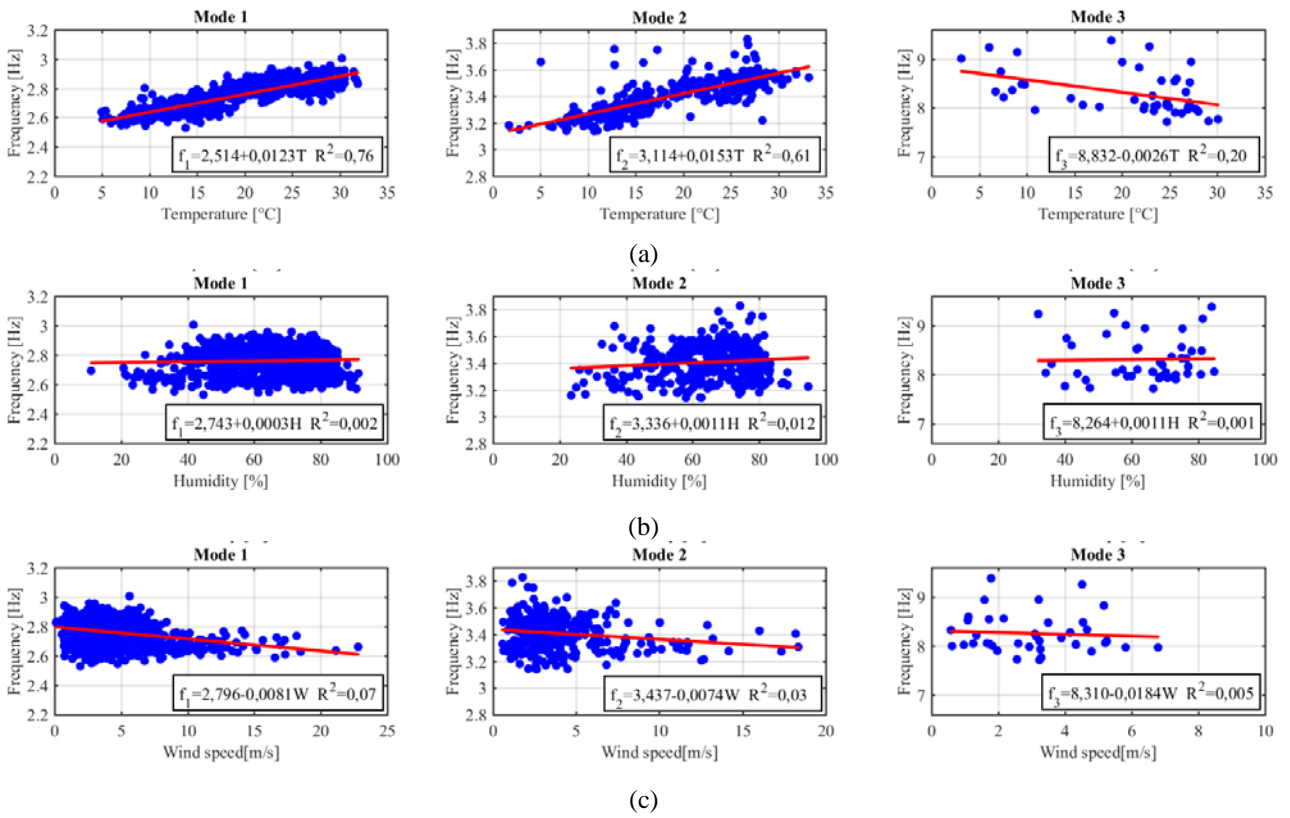 Mode 1
Mode 2
Mode 3
Frequency [Hz]
3.2
3
2.8
2.6
2.4
2.2
f1=2,514+0,0123T R2=0,76
0 5 10 15 20 25 30 35
Temperature [°C]
Frequency [Hz]
3.8
3.6
3.4
3.2
3
2.8
f2=3,114+0,0153T R2=0,61
0 5 10 15 20 25 30 35
Temperature [°C]
Frequency [Hz]
9
8
7
f3=8,832-0,0026T R2=0,20
0 5 10 15 20 25 30 35
Temperature [°C]
(a)
Mode 1
Mode 2
Mode 3
Frequency [Hz]
3.2
3
2.8
2.6
2.4
2.2
f1=2,743+0,0003H R2=0,002
0 20 40 60 80 100
Humidity [%]
Frequency [Hz]
3.8
3.6
3.4
3.2
3
2.8
f2=3,336+0,0011H R2=0,012
0 20 40 60 80 100
Humidity [%]
Frequency [Hz]
9
8
7
f3=8,264+0,0011H R2=0,001
0 20 40 60 80 100
Humidity [%]
(b)
Mode 1
Mode 2
Mode 3
Frequency [Hz]
3.2
3
2.8
2.6
2.4
2.2
f1=2,796-0,0081W R2=0,07
0 5 10 15 20 25
Wind speed[m/s]
Frequency [Hz]
3.8
3.6
3.4
3.2
3
2.8
f2=3,437-0,0074W R2=0,03
0 5 10 15 20
Wind speed[m/s]
Frequency [Hz]
9
8
7
f3=8,310-0,0184W R2=0,005
0 2 4 6 8 10
Wind speed[m/s]
(c)